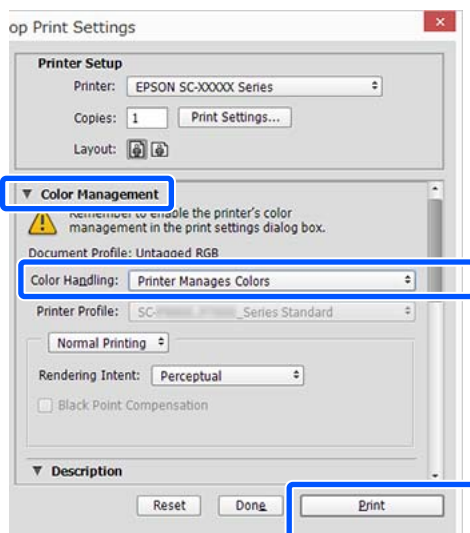 op Print Settings
Printer Setup
Printer: EPSON SC-XXXXX Series
Copies: 1 Print Settings...
Layout:
▼ Color Management
Remember to enable the printer's color
management in the print settings dialog box.
Document Profile: Untagged RGB
Color Handling: Printer Manages Colors
Printer Profile: SC- _Series Standard
Normal Printing
Rendering Intent: Perceptual
Black Point Compensation
▼ Description
Reset Done Print